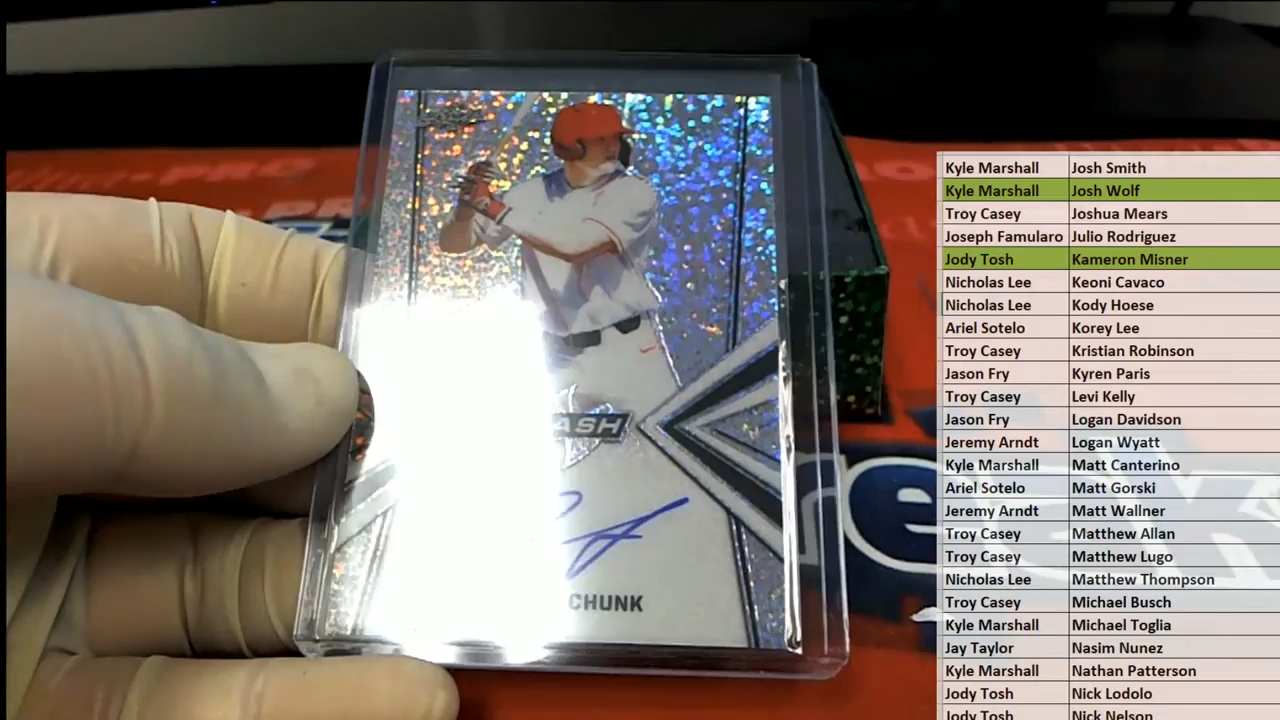 ASH
CHUNK
PRO
Kyle Marshall Josh Smith
Kyle Marshall Josh Wolf
Troy Casey Joshua Mears
Joseph Famularo Julio Rodriguez
Jody Tosh Kameron Misner
Nicholas Lee Keoni Cavaco
Nicholas Lee Kody Hoese
Ariel Sotelo Korey Lee
Troy Casey Kristian Robinson
Jason Fry Kyren Paris
Troy Casey Levi Kelly
Jason Fry Logan Davidson
Jeremy Arndt Logan Wyatt
Kyle Marshall Matt Canterino
Ariel Sotelo Matt Gorski
Jeremy Arndt Matt Wallner
Troy Casey Matthew Allan
Troy Casey Matthew Lugo
Nicholas Lee Matthew Thompson
Troy Casey Michael Busch
Kyle Marshall Michael Toglia
Jay Taylor Nasim Nunez
Kyle Marshall Nathan Patterson
Jody Tosh Nick Lodolo
Jody Tosh Nick Nelson